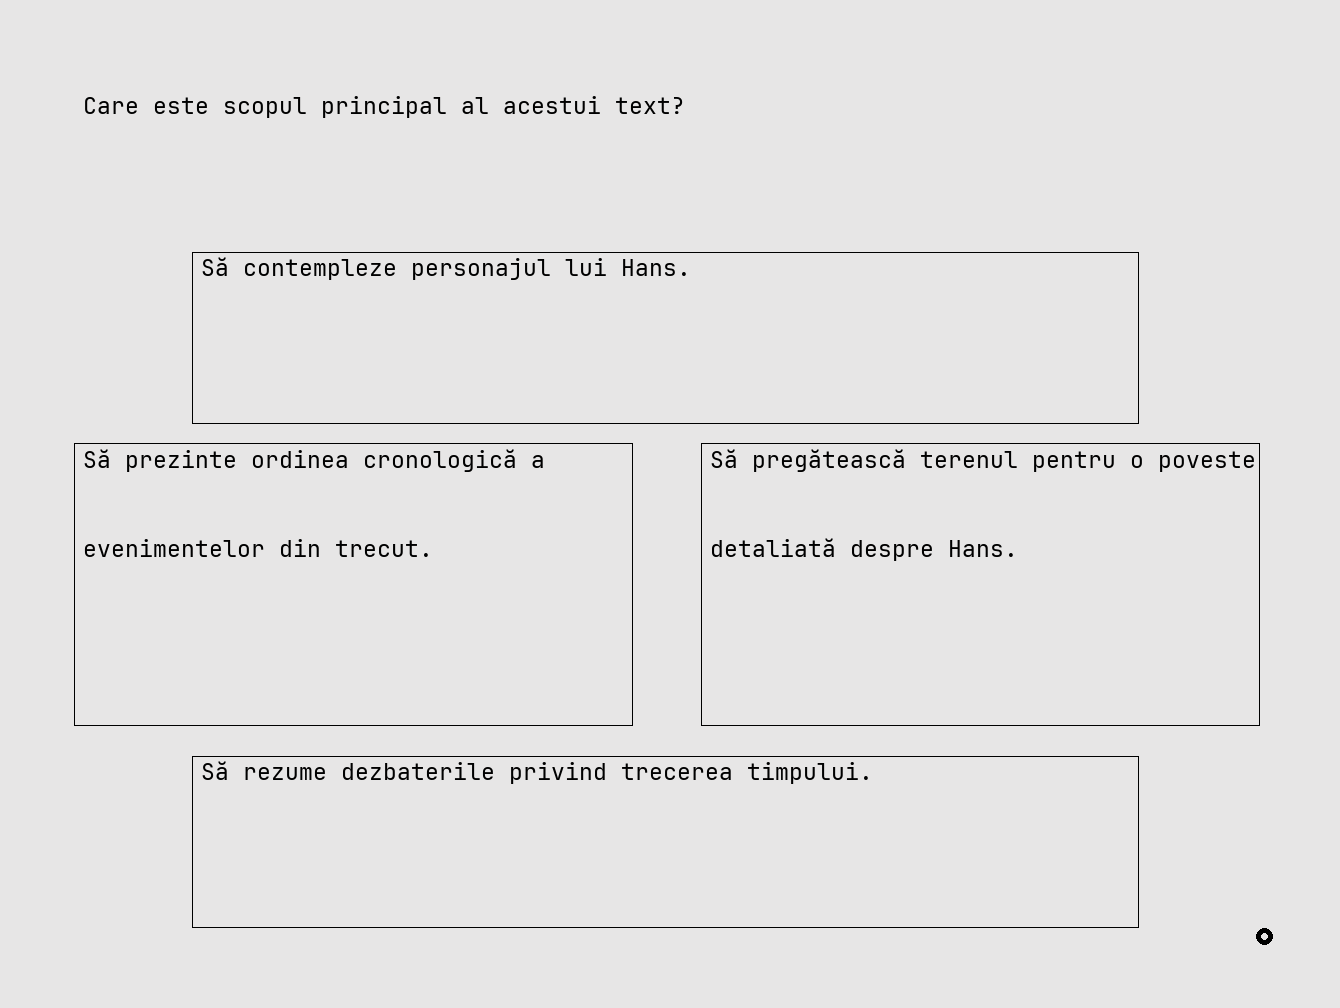 Care este scopul principal al acestui text?
Să contempleze personajul lui Hans.
Să prezinte ordinea cronologică a
evenimentelor din trecut.
Să pregătească terenul pentru o poveste
detaliată despre Hans.
Să rezume dezbaterile privind trecerea timpului.